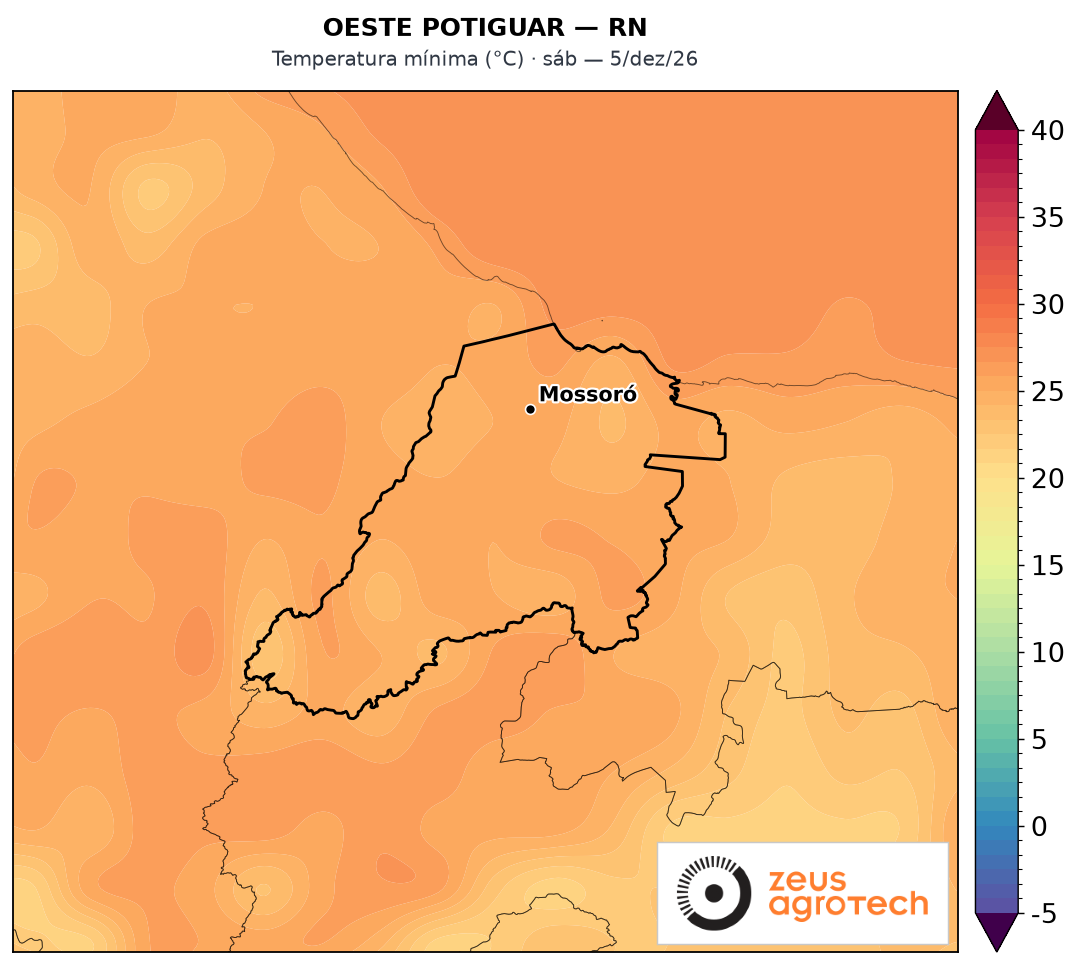 OESTE POTIGUAR — RN
Temperatura mínima (°C) · sáb — 5/dez/26
40
35
30
25
20
15
10
5
0
-5
Mossoró
zeus
agrotech